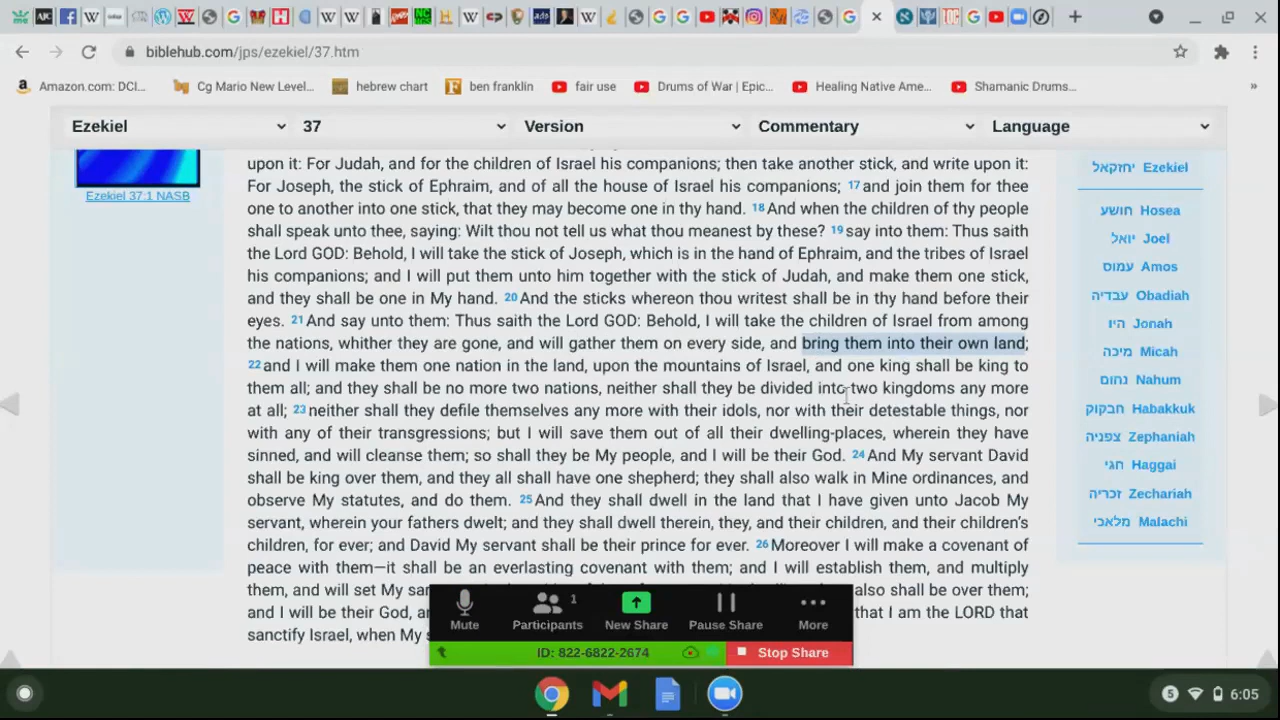 biblehub.com/jps/ezekiel/37.htm
Amazon.com: DCI...
Cg Mario New Level...
hebrew chart
ben franklin
fair use
Drums of War | Epic...
Healing Native Ame...
Shamanic Drums...
»
Ezekiel
37
Version
Commentary
Language
Ezekiel 37:1 NASB
upon it: For Judah, and for the children of Israel his companions; then take another stick, and write upon it:
For Joseph, the stick of Ephraim, and of all the house of Israel his companions; 17 and join them for thee
one to another into one stick, that they may become one in thy hand. 18 And when the children of thy people
shall speak unto thee, saying: Wilt thou not tell us what thou meanest by these? 19 say into them: Thus saith
the Lord GOD: Behold, I will take the stick of Joseph, which is in the hand of Ephraim, and the tribes of Israel
his companions; and I will put them unto him together with the stick of Judah, and make them one stick,
and they shall be one in My hand. 20 And the sticks whereon thou writest shall be in thy hand before their
eyes. 21 And say unto them: Thus saith the Lord GOD: Behold, I will take the children of Israel from among
the nations, whither they are gone, and will gather them on every side, and bring them into their own land;
22 and I will make them one nation in the land, upon the mountains of Israel, and one king shall be king to
them all; and they shall be no more two nations, neither shall they be divided into two kingdoms any more
at all; 23 neither shall they defile themselves any more with their idols, nor with their detestable things, nor
with any of their transgressions; but I will save them out of all their dwelling-places, wherein they have
sinned, and will cleanse them; so shall they be My people, and I will be their God. 24 And My servant David
shall be king over them, and they all shall have one shepherd; they shall also walk in Mine ordinances, and
observe My statutes, and do them. 25 And they shall dwell in the land that I have given unto Jacob My
servant, wherein your fathers dwelt; and they shall dwell therein, they, and their children, and their children's
children, for ever; and David My servant shall be their prince for ever. 26 Moreover I will make a covenant of
peace with them—it shall be an everlasting covenant with them; and I will establish them, and multiply
them, and will set My also shall be over them;
and I will be their God, that I am the LORD that
sanctify Israel, when My
יחזקאל Ezekiel
חושע Hosea
יואל Joel
עמוס Amos
עבדיה Obadiah
היו Jonah
מיכה Micah
נחום Nahum
חבקוק Habakkuk
צפניה Zephaniah
חגי Haggai
זכריה Zechariah
מלאכי Malachi
Mute
Participants 1
New Share
Pause Share
More
ID: 822-6822-2674
Stop Share
5
6:05